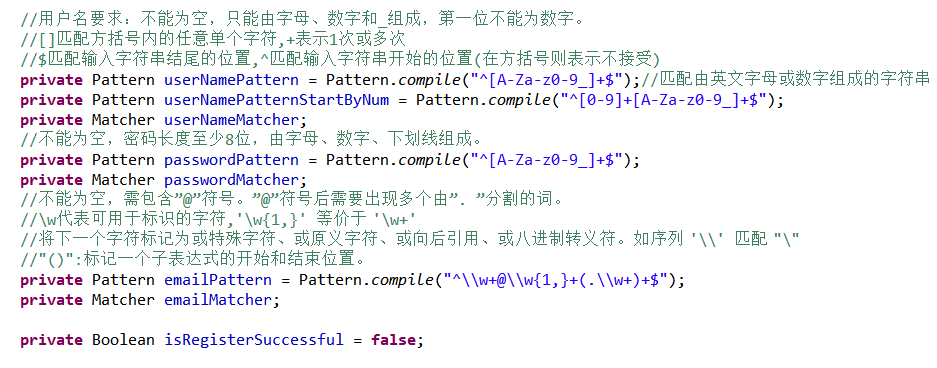 //用户名要求：不能为空，只能由字母、数字和_组成，第一位不能为数字。
//[]匹配方括号内的任意单个字符,+表示1次或多次
//$匹配输入字符串结尾的位置,^匹配输入字符串开始的位置(在方括号则表示不接受)
private Pattern userNamePattern = Pattern.compile("^[A-Za-z0-9_]+$");//匹配由英文字母或数字组成的字符串
private Pattern userNamePatternStartByNum = Pattern.compile("^[0-9]+[A-Za-z0-9_]+$");
private Matcher userNameMatcher;
//不能为空，密码长度至少8位，由字母、数字、下划线组成。
private Pattern passwordPattern = Pattern.compile("^[A-Za-z0-9_]+$");
private Matcher passwordMatcher;
//不能为空，需包含”@”符号。”@”符号后需要出现多个由”. ”分割的词。
//\w代表可用于标识的字符,'\w{1,}' 等价于 '\w+'
//将下一个字符标记为或特殊字符、或原义字符、或向后引用、或八进制转义符。如序列 '\\' 匹配 "\"
//"()":标记一个子表达式的开始和结束位置。
private Pattern emailPattern = Pattern.compile("^\\w+@\\w{1,}+(.\\w+)+$");
private Matcher emailMatcher;
private Boolean isRegisterSuccessful = false;